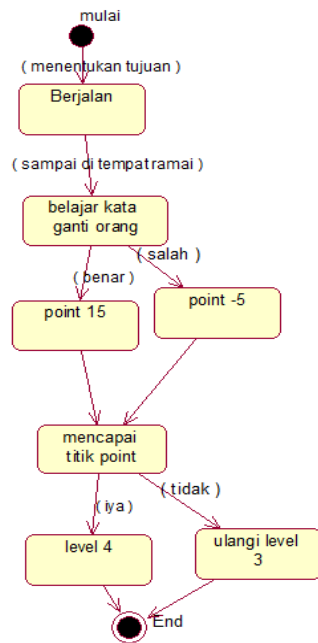 mulai
( menentukan tujuan )
Berjalan
( sampai di tempat ramai )
belajar kata
ganti orang
( salah )
( benar )
point 15
point -5
mencapai
titik point
( iya )
( tidak )
level 4
ulangi level
3
End